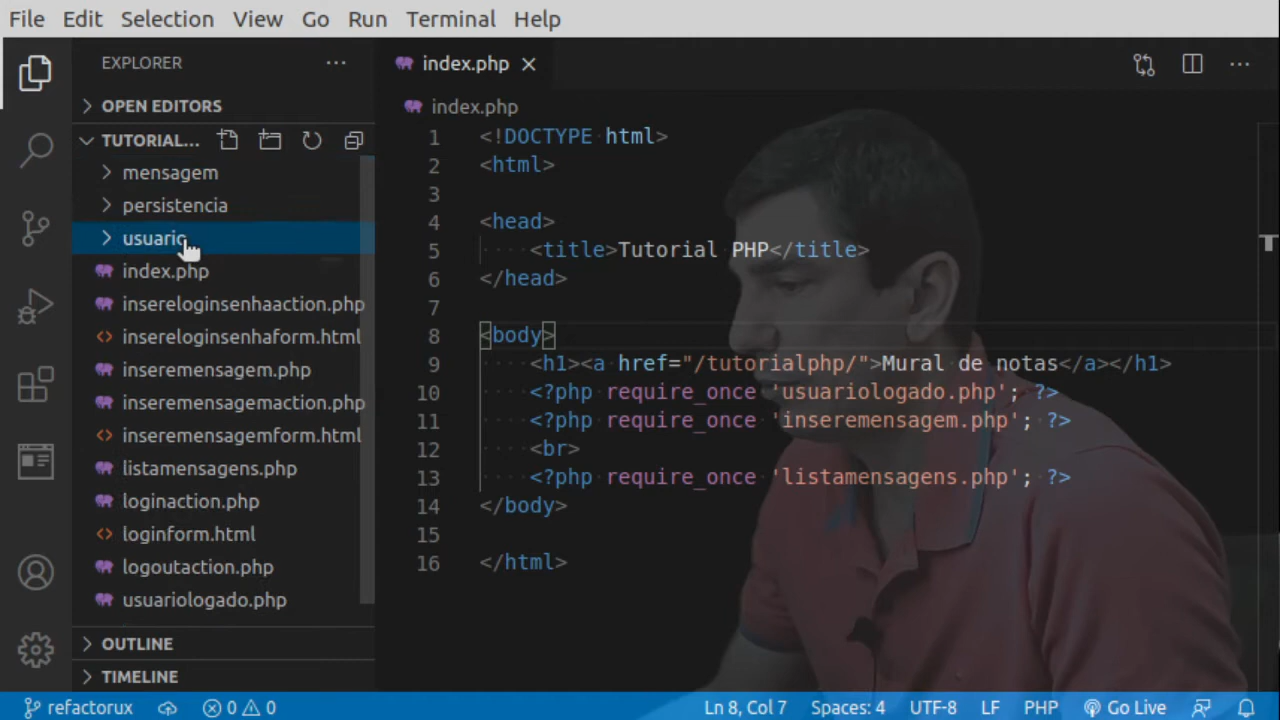 File Edit Selection View Go Run Terminal Help
EXPLORER
OPEN EDITORS
TUTORIAL...
mensagem
persistencia
usuario
index.php
insereloginsenhaaction.php
insereloginsenhaform.html
inseremensagem.php
inseremensagemaction.php
inseremensagemform.html
listamensagens.php
loginaction.php
loginform.html
logoutaction.php
usuariologado.php
OUTLINE
TIMELINE
index.php
index.php
1 <!DOCTYPE html>
2 <html>
3
4 <head>
5 <title>Tutorial PHP</title>
6 </head>
7
8 <body>
9 <h1><a href="/tutorialphp/">Mural de notas</a></h1>
10 <?php require_once 'usuariologado.php'; ?>
11 <?php require_once 'inseremensagem.php'; ?>
12 <br>
13 <?php require_once 'listamensagens.php'; ?>
14 </body>
15
16 </html>
refactorux 0 0 Ln 8, Col 7 Spaces: 4 UTF-8 LF PHP Go Live